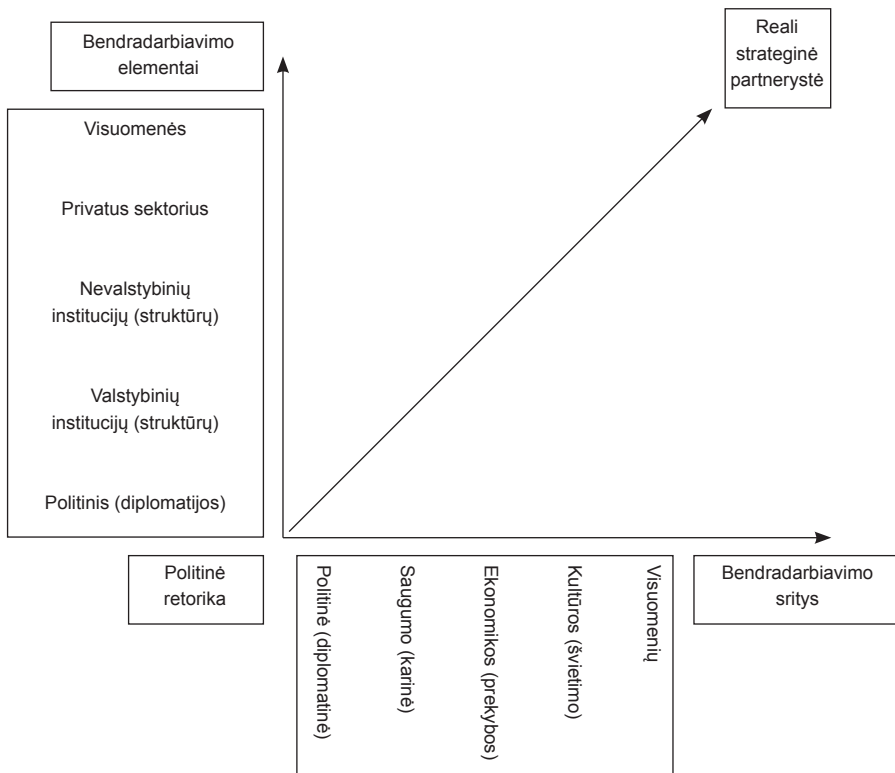 Bendradarbiavimo
elementai
Reali
strateginė
partnerystė
Visuomenės
Privatus sektorius
Nevalstybinių
institucijų (struktūrų)
Valstybinių
institucijų (struktūrų)
Politinis (diplomatijos)
Politinė
retorika
Politinė (diplomatinė)
Saugumo (karinė)
Ekonomikos (prekybos)
Kultūros (švietimo)
Visuomenių
Bendradarbiavimo
sritys